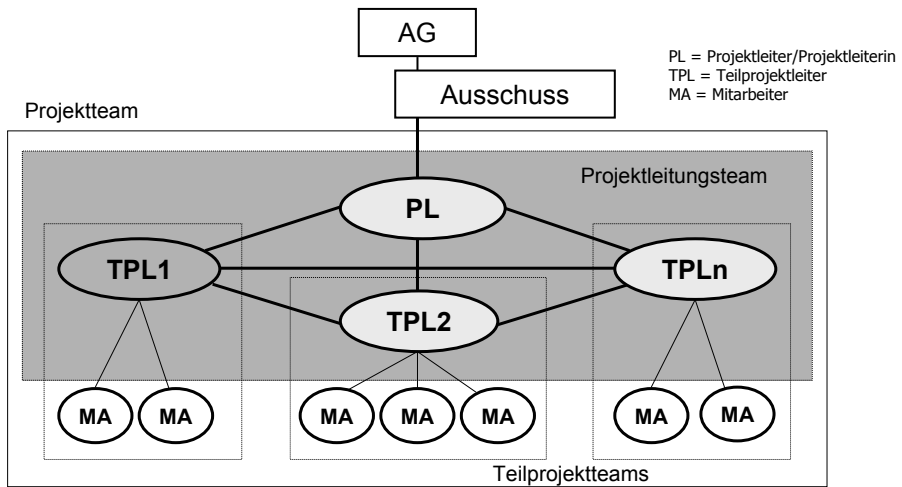 AG
PL = Projektleiter/Projektleiterin
TPL = Teilprojektleiter
MA = Mitarbeiter
Ausschuss
Projektteam
Projektleitungsteam
PL
TPL1
TPLn
TPL2
MA
MA
MA
MA
MA
MA
MA
Teilprojektteams